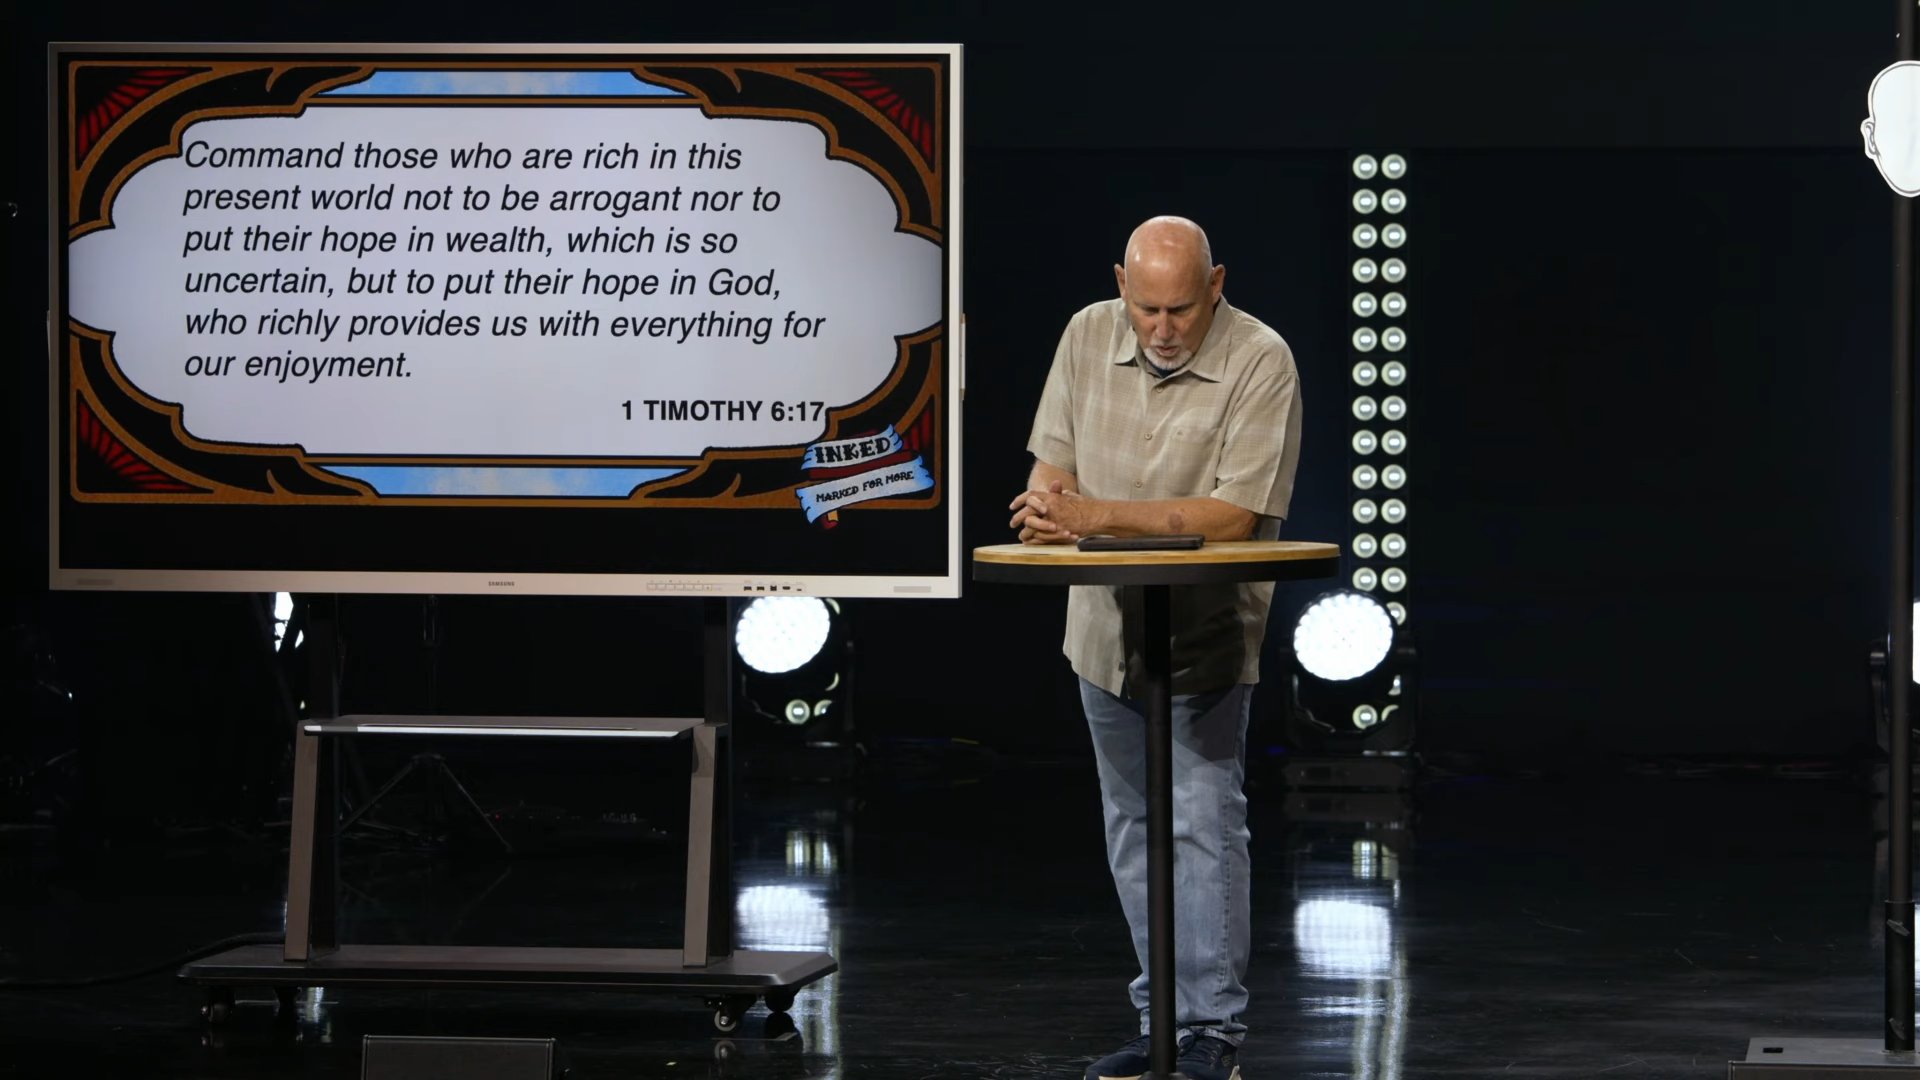 Command those who are rich in this
present world not to be arrogant nor to
put their hope in wealth, which is so
uncertain, but to put their hope in God,
who richly provides us with everything for
our enjoyment.
1 TIMOTHY 6:17
INKED
MARKED FOR MORE
SAMSUNG